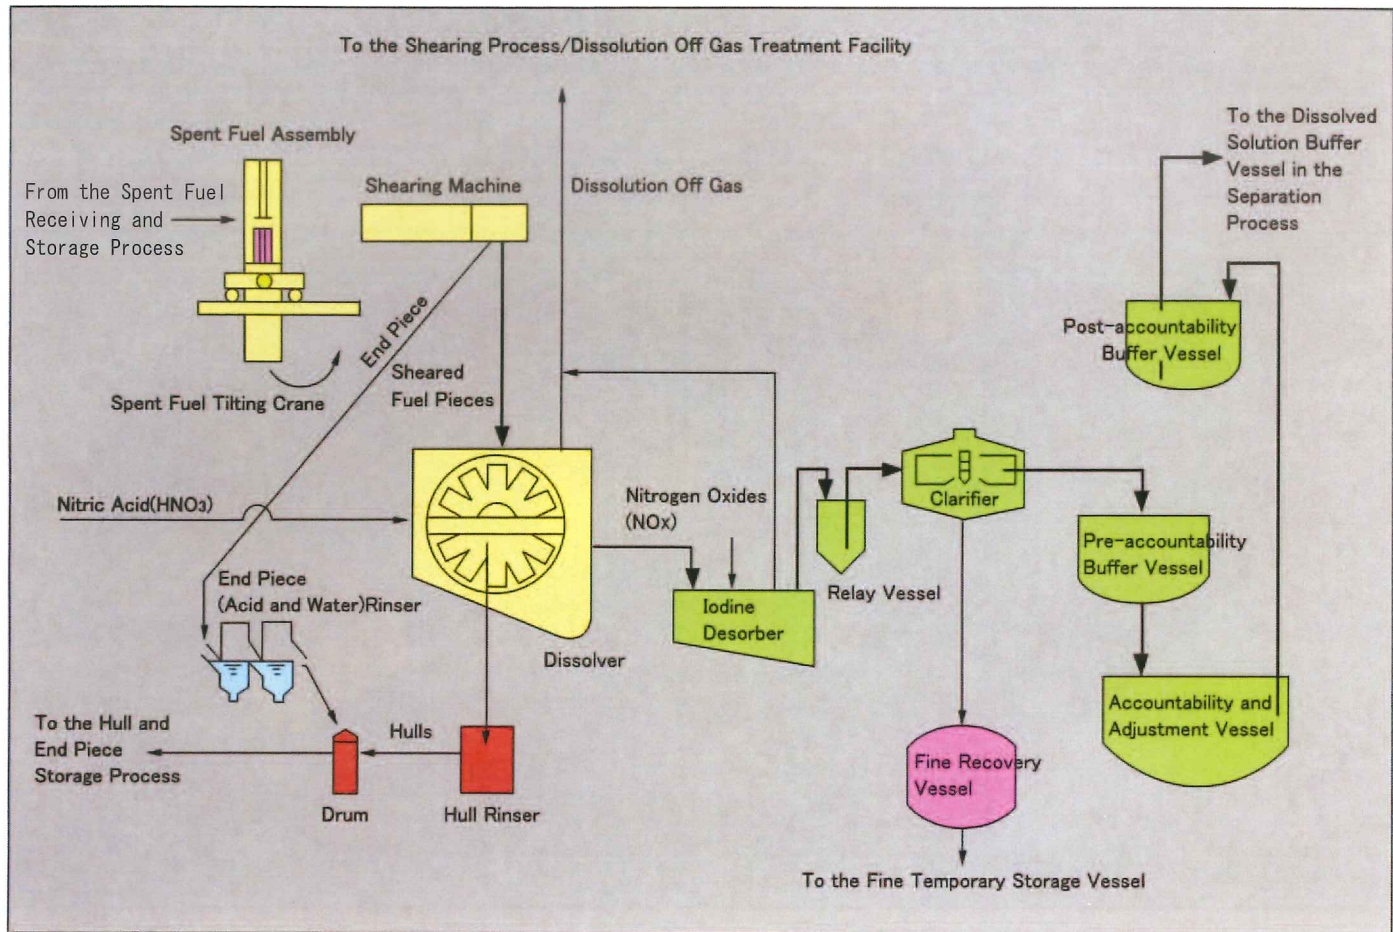 To the Shearing Process/Dissolution Off Gas Treatment Facility
Spent Fuel Assembly
From the Spent Fuel
Receiving and
Storage Process
Shearing Machine
Dissolution Off Gas
To the Dissolved
Solution Buffer
Vessel in the
Separation
Process
End Piece
Sheared
Fuel Pieces
Spent Fuel Tilting Crane
Post-accountability
Buffer Vessel
Nitric Acid(HNO3)
Nitrogen Oxides
(NOx)
Clarifier
Pre-accountability
Buffer Vessel
End Piece
(Acid and Water)Rinser
Relay Vessel
Iodine
Desorber
Dissolver
To the Hull and
End Piece
Storage Process
Hulls
Drum
Hull Rinser
Fine Recovery
Vessel
Accountability and
Adjustment Vessel
To the Fine Temporary Storage Vessel